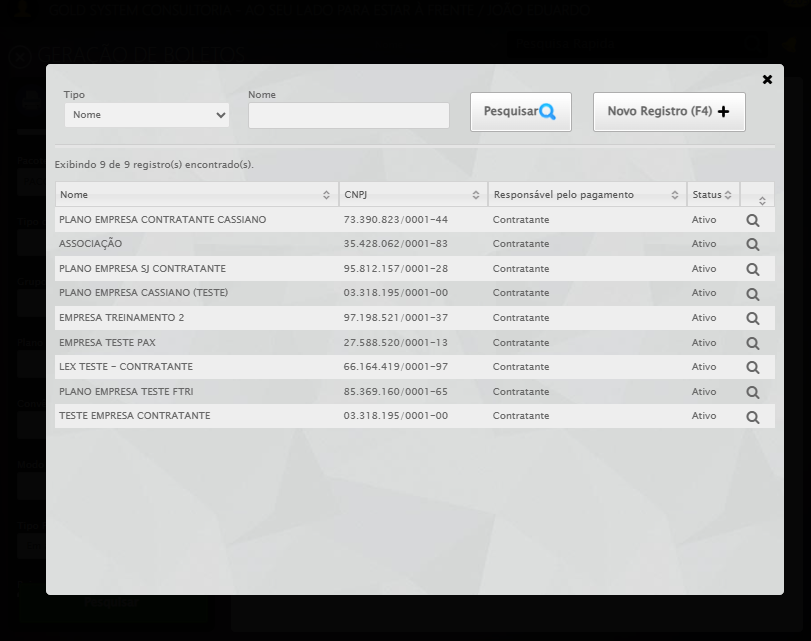 GERAÇÃO DE BOLETOS
Tipo
Nome
Nome
Pesquisar
Novo Registro (F4)
Exibindo 9 de 9 registro(s) encontrado(s).
Nome CNPJ Responsável pelo pagamento Status
PLANO EMPRESA CONTRATANTE CASSIANO 73.390.823/0001-44 Contratante Ativo
ASSOCIAÇÃO 35.428.062/0001-83 Contratante Ativo
PLANO EMPRESA SJ CONTRATANTE 95.812.157/0001-28 Contratante Ativo
PLANO EMPRESA CASSIANO (TESTE) 03.318.195/0001-00 Contratante Ativo
EMPRESA TREINAMENTO 2 97.198.521/0001-37 Contratante Ativo
EMPRESA TESTE PAX 27.588.520/0001-13 Contratante Ativo
LEX TESTE - CONTRATANTE 66.164.419/0001-97 Contratante Ativo
PLANO EMPRESA TESTE FTRI 85.369.160/0001-65 Contratante Ativo
TESTE EMPRESA CONTRATANTE 03.318.195/0001-00 Contratante Ativo
Pesquisar